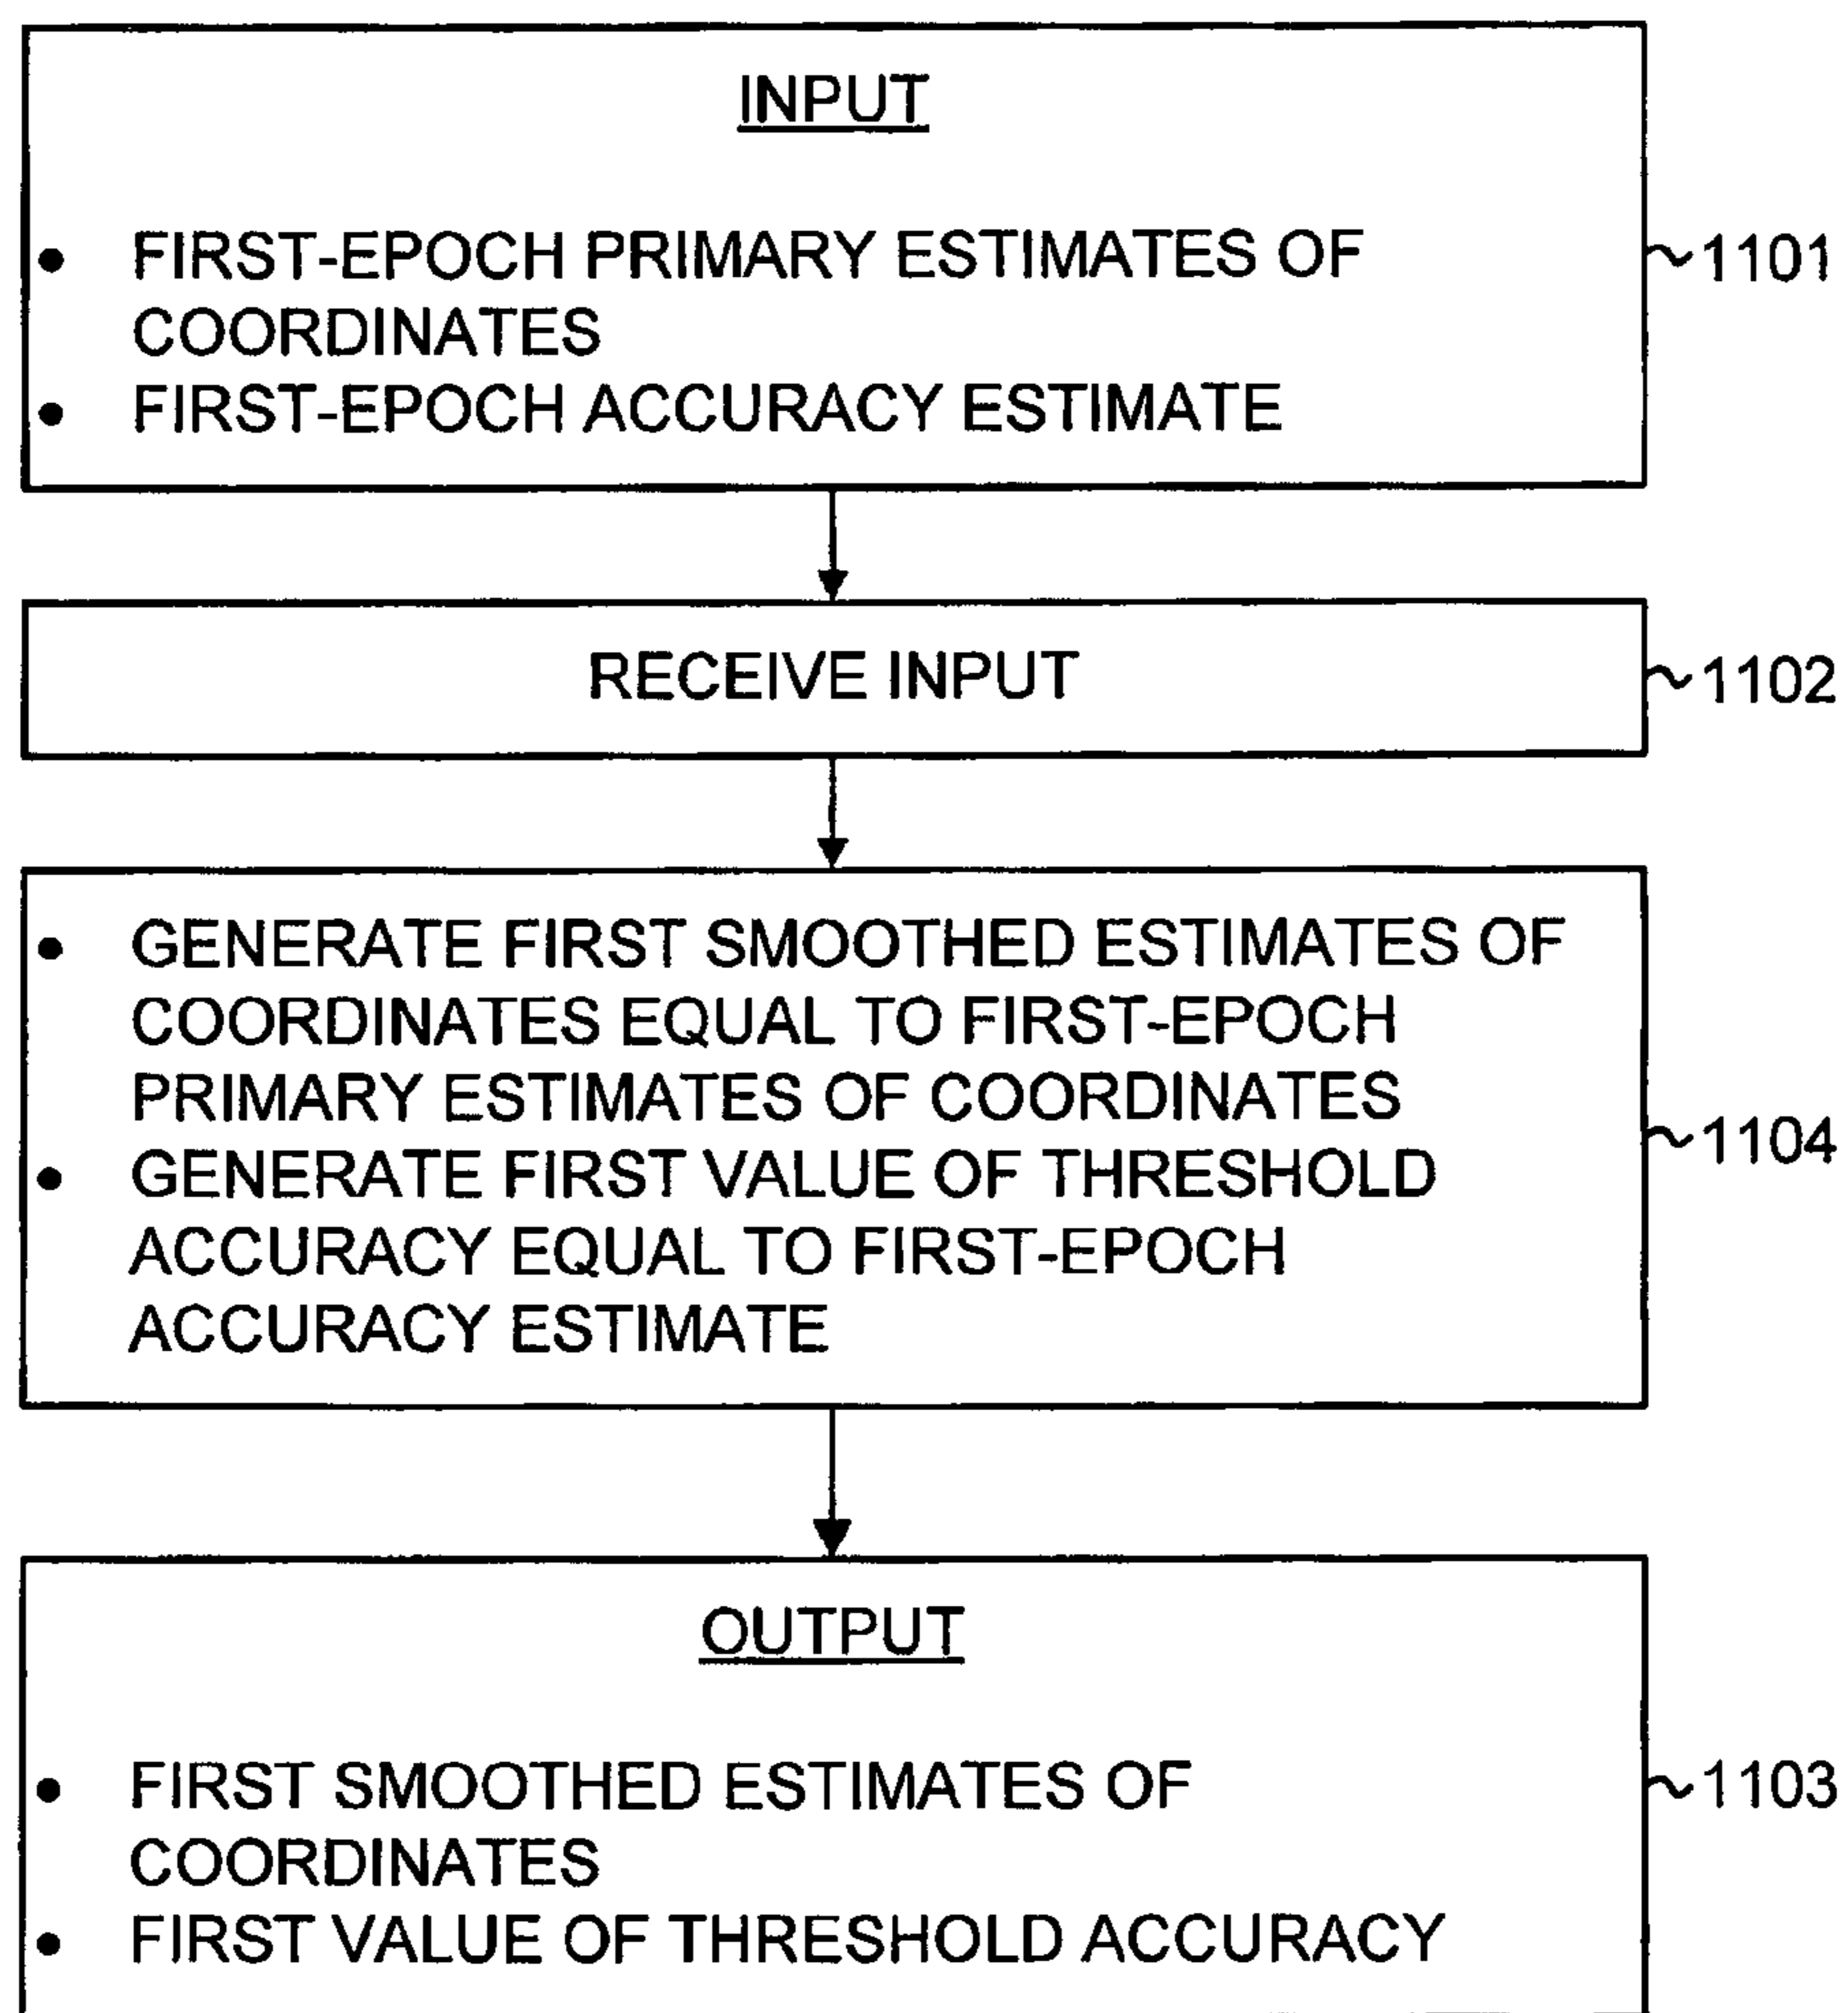 INPUT
• FIRST-EPOCH PRIMARY ESTIMATES OF
COORDINATES
• FIRST-EPOCH ACCURACY ESTIMATE
1101
RECEIVE INPUT
1102
• GENERATE FIRST SMOOTHED ESTIMATES OF
COORDINATES EQUAL TO FIRST-EPOCH
PRIMARY ESTIMATES OF COORDINATES
• GENERATE FIRST VALUE OF THRESHOLD
ACCURACY EQUAL TO FIRST-EPOCH
ACCURACY ESTIMATE
1104
OUTPUT
• FIRST SMOOTHED ESTIMATES OF
COORDINATES
• FIRST VALUE OF THRESHOLD ACCURACY
1103